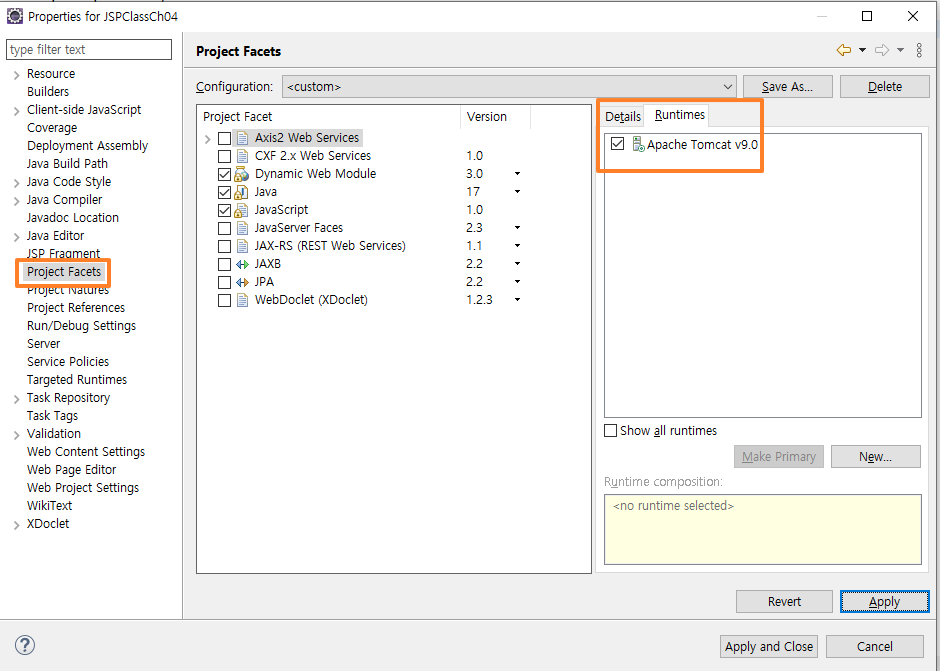 Properties for JSPClassCh04
type filter text
Resource
Builders
Client-side JavaScript
Coverage
Deployment Assembly
Java Build Path
Java Code Style
Java Compiler
Javadoc Location
Java Editor
JSP Fragment
Project Facets
Project Natures
Project References
Run/Debug Settings
Server
Service Policies
Targeted Runtimes
Task Repository
Task Tags
Validation
Web Content Settings
Web Page Editor
Web Project Settings
WikiText
XDoclet
Project Facets
Configuration: <custom> Save As... Delete
Project Facet Version
Axis2 Web Services
CXF 2.x Web Services 1.0
Dynamic Web Module 3.0
Java 17
JavaScript 1.0
JavaServer Faces 2.3
JAX-RS (REST Web Services) 1.1
JAXB 2.2
JPA 2.2
WebDoclet (XDoclet) 1.2.3
Details Runtimes
Apache Tomcat v9.0
Show all runtimes
Make Primary New...
Runtime composition:
<no runtime selected>
Revert Apply
? Apply and Close Cancel